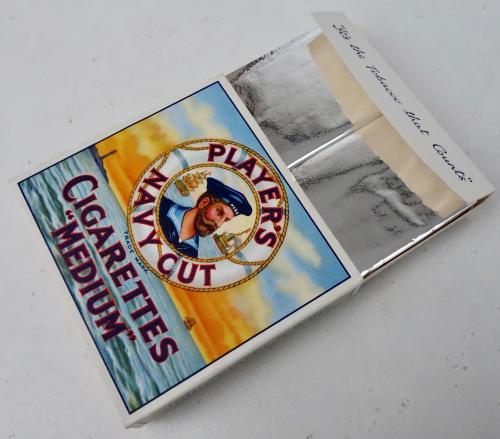 "It's the Tobacco that Counts"
PLAYER'S
NAVY CUT
TRADE MARK
CIGARETTES
"MEDIUM"